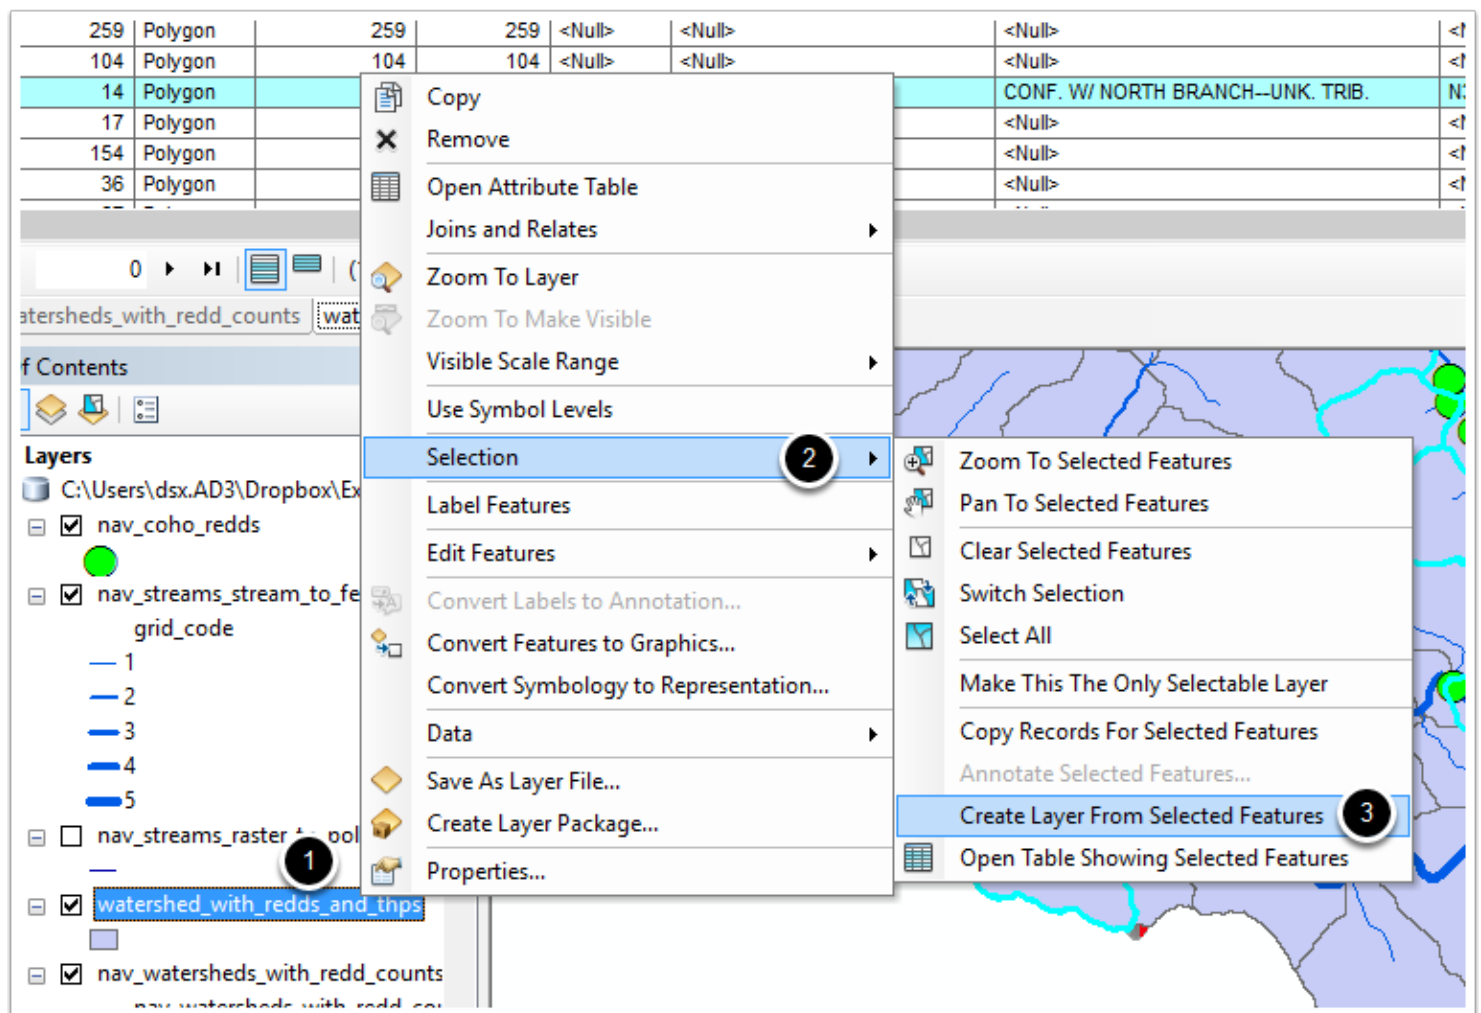 259 Polygon 259 259 <Null> <Null> <Null>
104 Polygon 104 104 <Null> <Null> <Null>
14 Polygon CONF. W/ NORTH BRANCH--UNK. TRIB.
17 Polygon <Null>
154 Polygon <Null>
36 Polygon <Null>
0
atersheds_with_redd_counts wat
f Contents
Layers
C:\Users\dsx.AD3\Dropbox\Ex
nav_coho_redds
nav_streams_stream_to_fe
grid_code
1
2
3
4
5
nav_streams_raster_to_pol
1
watershed_with_redds_and_thps
nav_watersheds_with_redd_counts
nav_watersheds_with_redd_cou
Copy
Remove
Open Attribute Table
Joins and Relates
Zoom To Layer
Zoom To Make Visible
Visible Scale Range
Use Symbol Levels
Selection 2
Label Features
Edit Features
Convert Labels to Annotation...
Convert Features to Graphics...
Convert Symbology to Representation...
Data
Save As Layer File...
Create Layer Package...
Properties...
Zoom To Selected Features
Pan To Selected Features
Clear Selected Features
Switch Selection
Select All
Make This The Only Selectable Layer
Copy Records For Selected Features
Annotate Selected Features...
Create Layer From Selected Features 3
Open Table Showing Selected Features